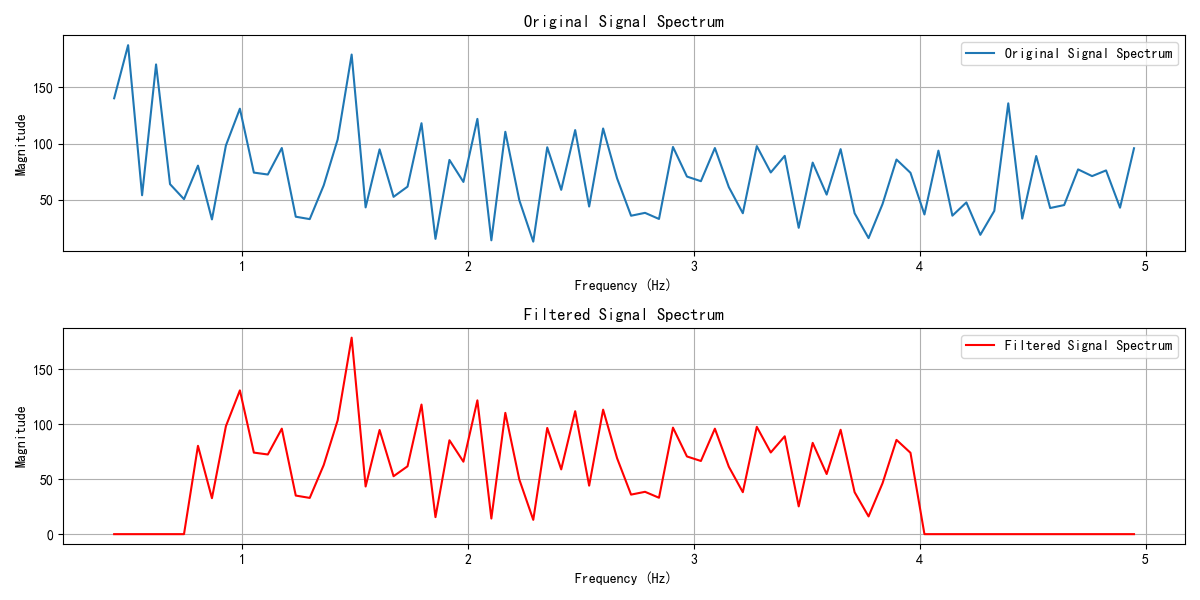 Original Signal Spectrum
Original Signal Spectrum
Magnitude
150
100
50
1 2 3 4 5
Frequency (Hz)
Filtered Signal Spectrum
Filtered Signal Spectrum
Magnitude
150
100
50
0
1 2 3 4 5
Frequency (Hz)